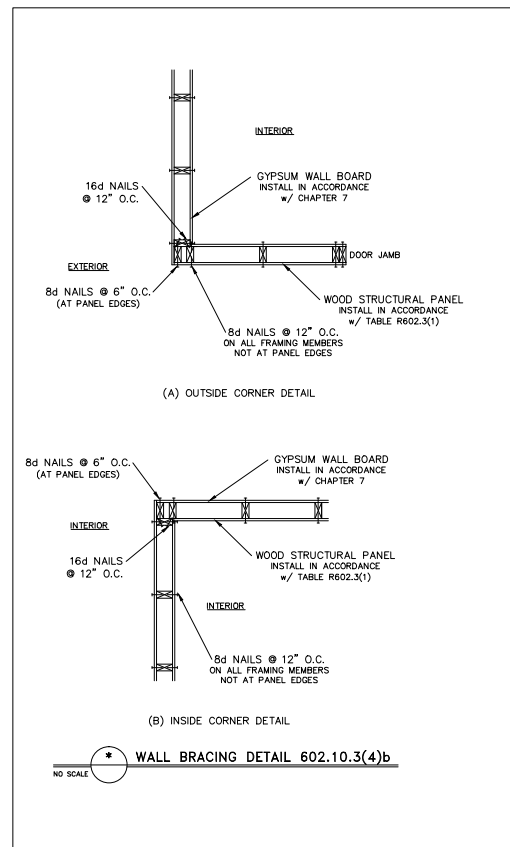 INTERIOR
16d NAILS
@ 12" O.C.
GYPSUM WALL BOARD
INSTALL IN ACCORDANCE
w/ CHAPTER 7
DOOR JAMB
EXTERIOR
8d NAILS @ 6" O.C.
(AT PANEL EDGES)
WOOD STRUCTURAL PANEL
INSTALL IN ACCORDANCE
w/ TABLE R602.3(1)
8d NAILS @ 12" O.C.
ON ALL FRAMING MEMBERS
NOT AT PANEL EDGES
(A) OUTSIDE CORNER DETAIL
8d NAILS @ 6" O.C.
(AT PANEL EDGES)
GYPSUM WALL BOARD
INSTALL IN ACCORDANCE
w/ CHAPTER 7
INTERIOR
16d NAILS
@ 12" O.C.
WOOD STRUCTURAL PANEL
INSTALL IN ACCORDANCE
w/ TABLE R602.3(1)
INTERIOR
8d NAILS @ 12" O.C.
ON ALL FRAMING MEMBERS
NOT AT PANEL EDGES
(B) INSIDE CORNER DETAIL
* WALL BRACING DETAIL 602.10.3(4)b
NO SCALE